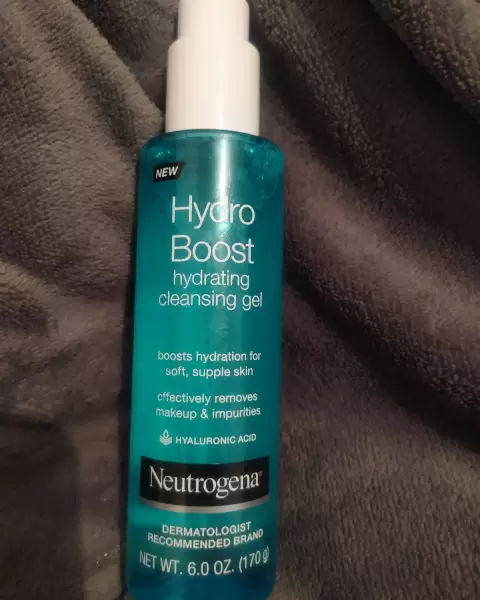 NEW
Hydro
Boost
hydrating
cleansing gel
boosts hydration for
soft, supple skin
effectively removes
makeup & impurities
HYALURONIC ACID
Neutrogena®
DERMATOLOGIST
RECOMMENDED BRAND
NET WT. 6.0 OZ. (170 g)